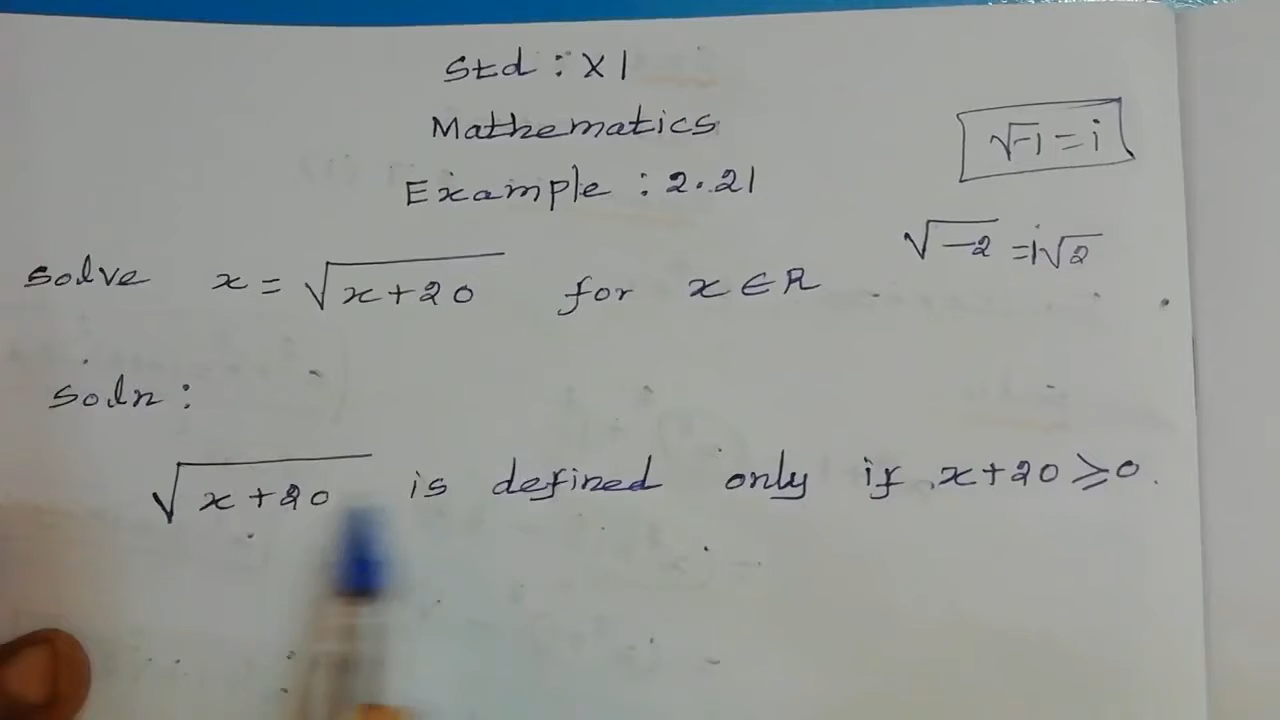 Std : XI
Mathematics
Example : 2.21
√-1 = i
√-2 = i√2
solve x = √x+20 for x ∈ R.
soln :
√x+20 is defined only if x+20 ≥ 0.